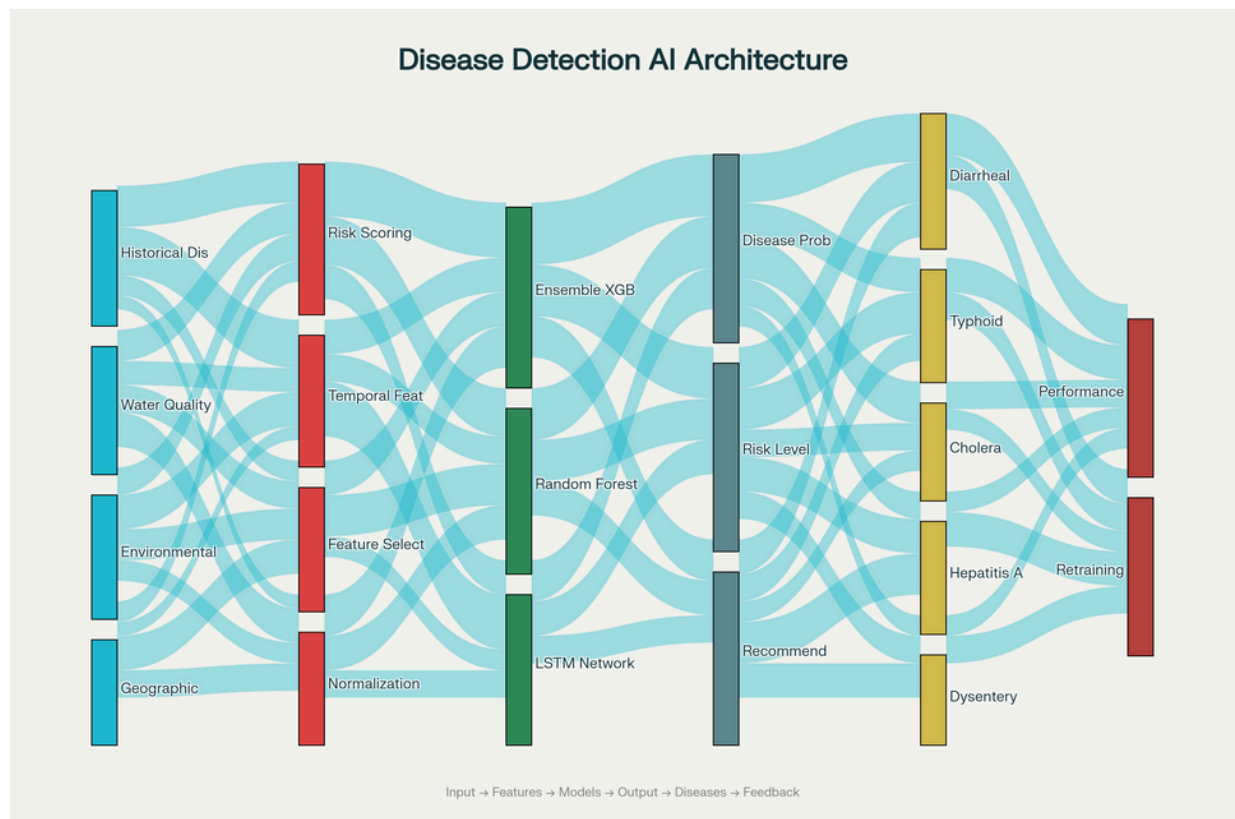 Disease Detection AI Architecture
Historical Dis
Water Quality
Environmental
Geographic
Risk Scoring
Temporal Feat
Feature Select
Normalization
Ensemble XGB
Random Forest
LSTM Network
Disease Prob
Risk Level
Recommend
Diarrheal
Typhoid
Cholera
Hepatitis A
Dysentery
Performance
Retraining
Input → Features → Models → Output → Diseases → Feedback